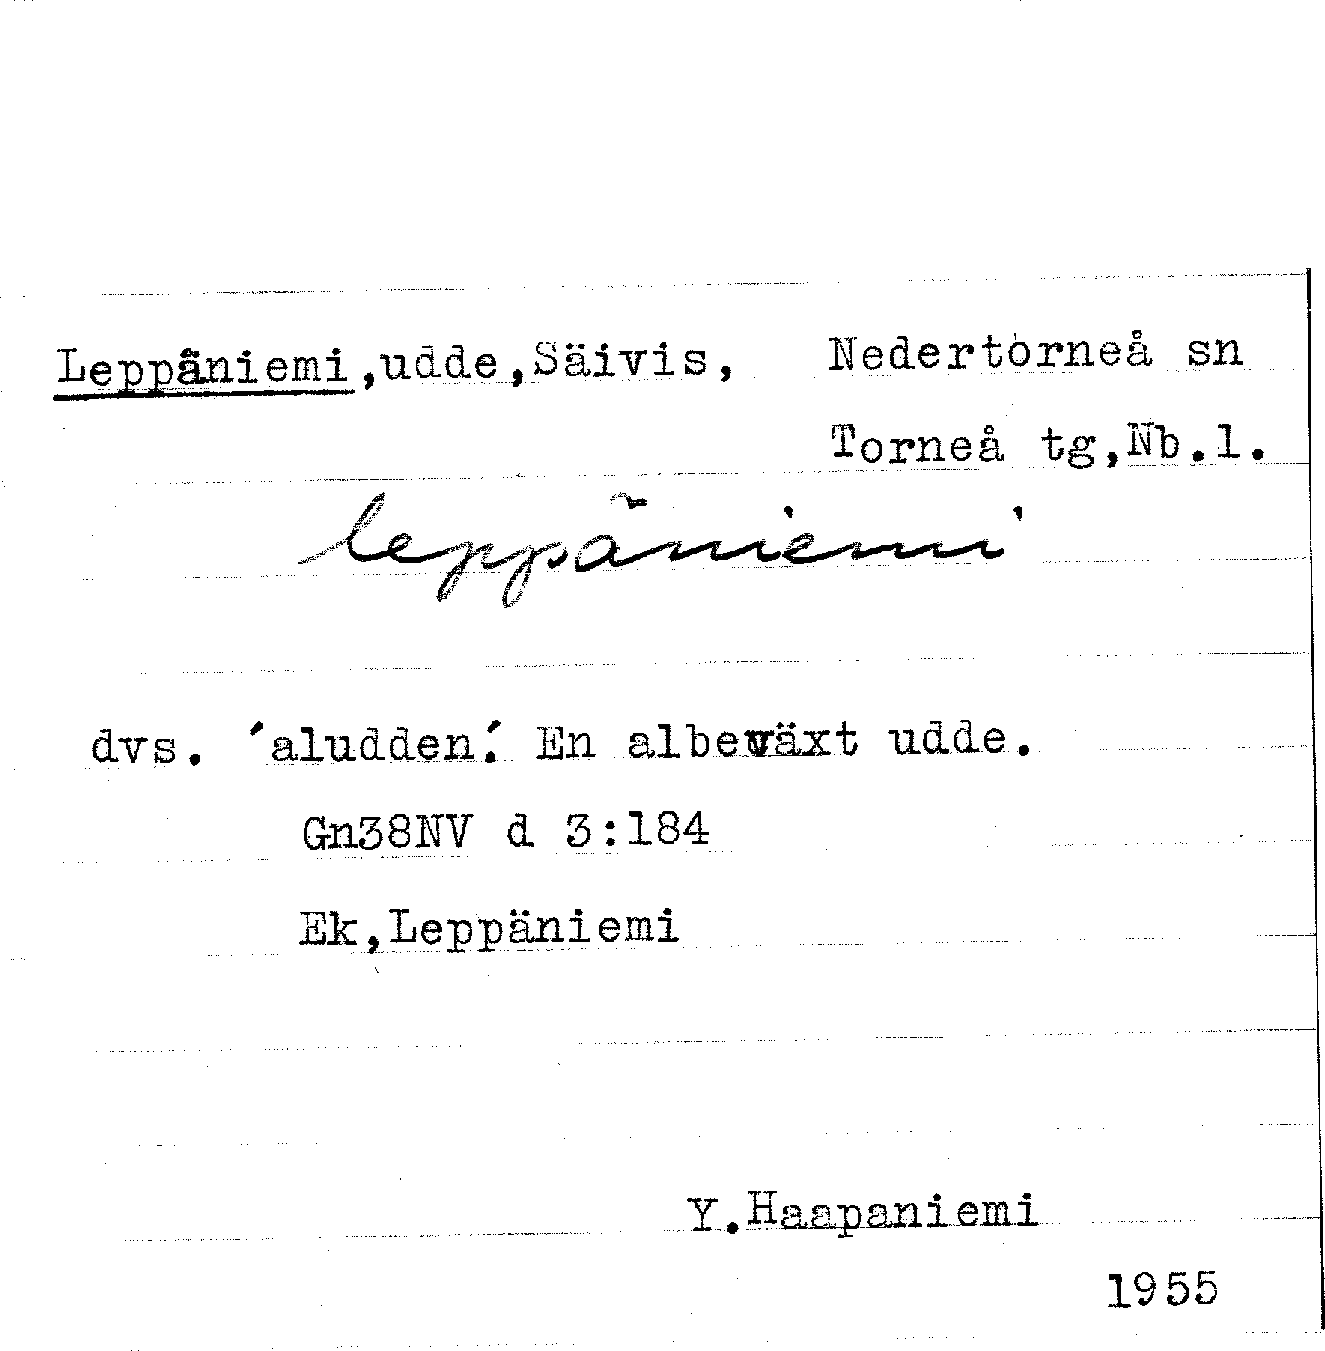 Leppäniemi,udde,Säivis, Nedertorneå sn
Torneå tg,Nb.l.
leppäniemi
dvs. ´aludden´. En albeväxt udde.
Gn38NV d 3:184
Ek,Leppäniemi
Y.Haapaniemi
1955